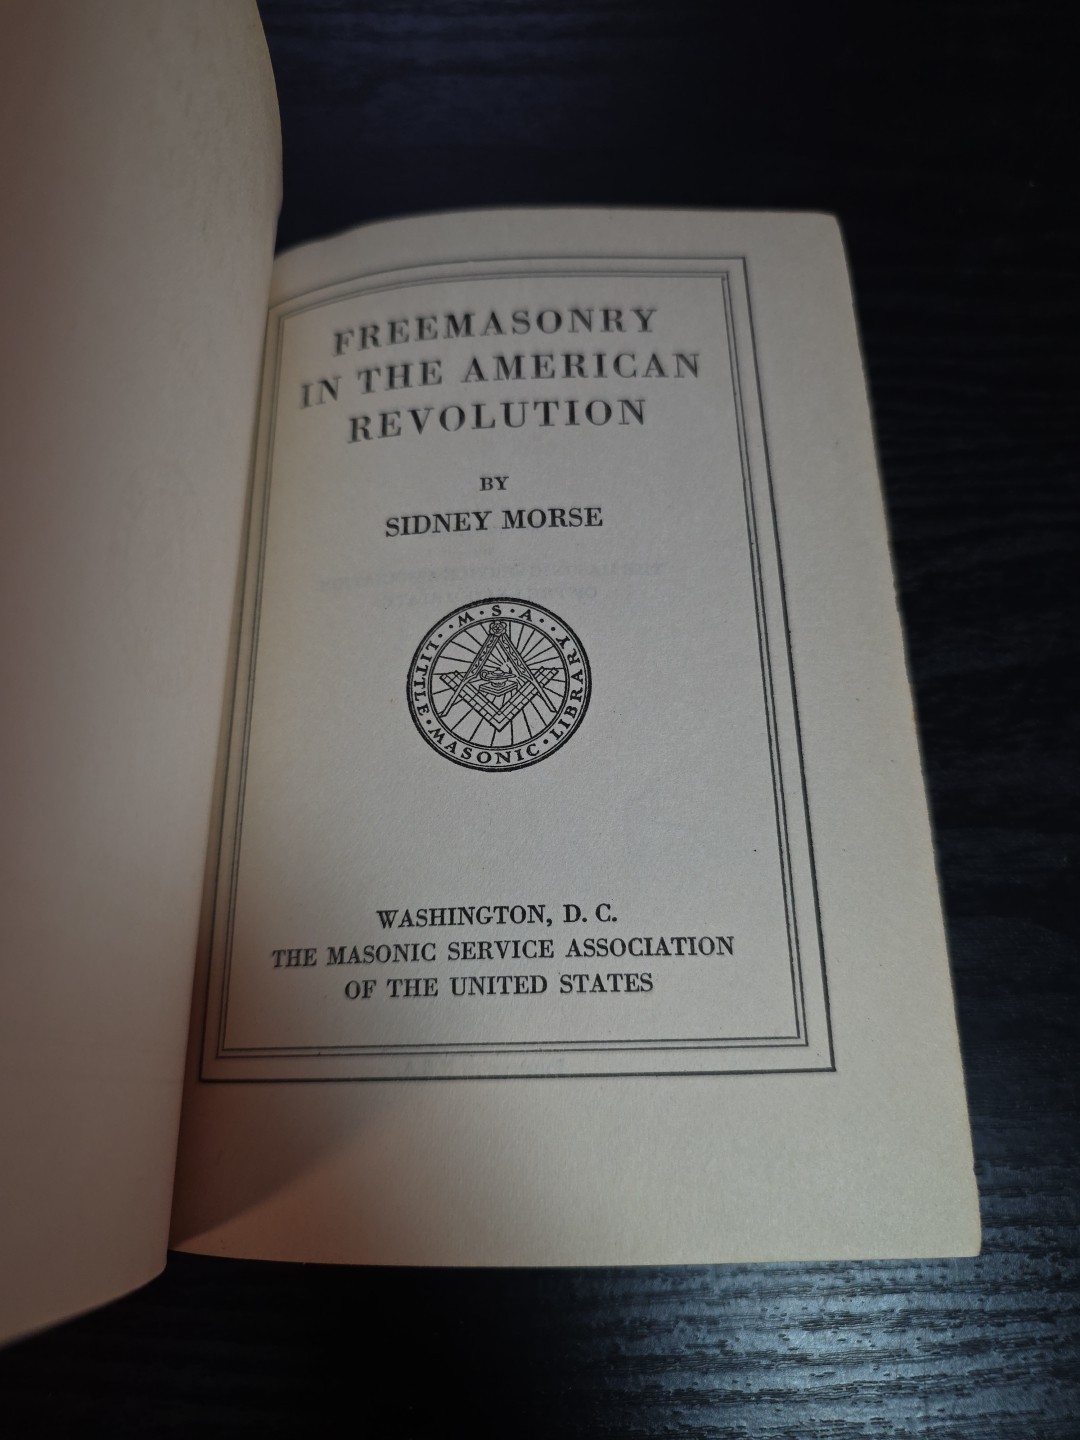 FREEMASONRY
IN THE AMERICAN
REVOLUTION
BY
SIDNEY MORSE
· M · S · A ·
LITTLE · MASONIC · LIBRARY
WASHINGTON, D. C.
THE MASONIC SERVICE ASSOCIATION
OF THE UNITED STATES